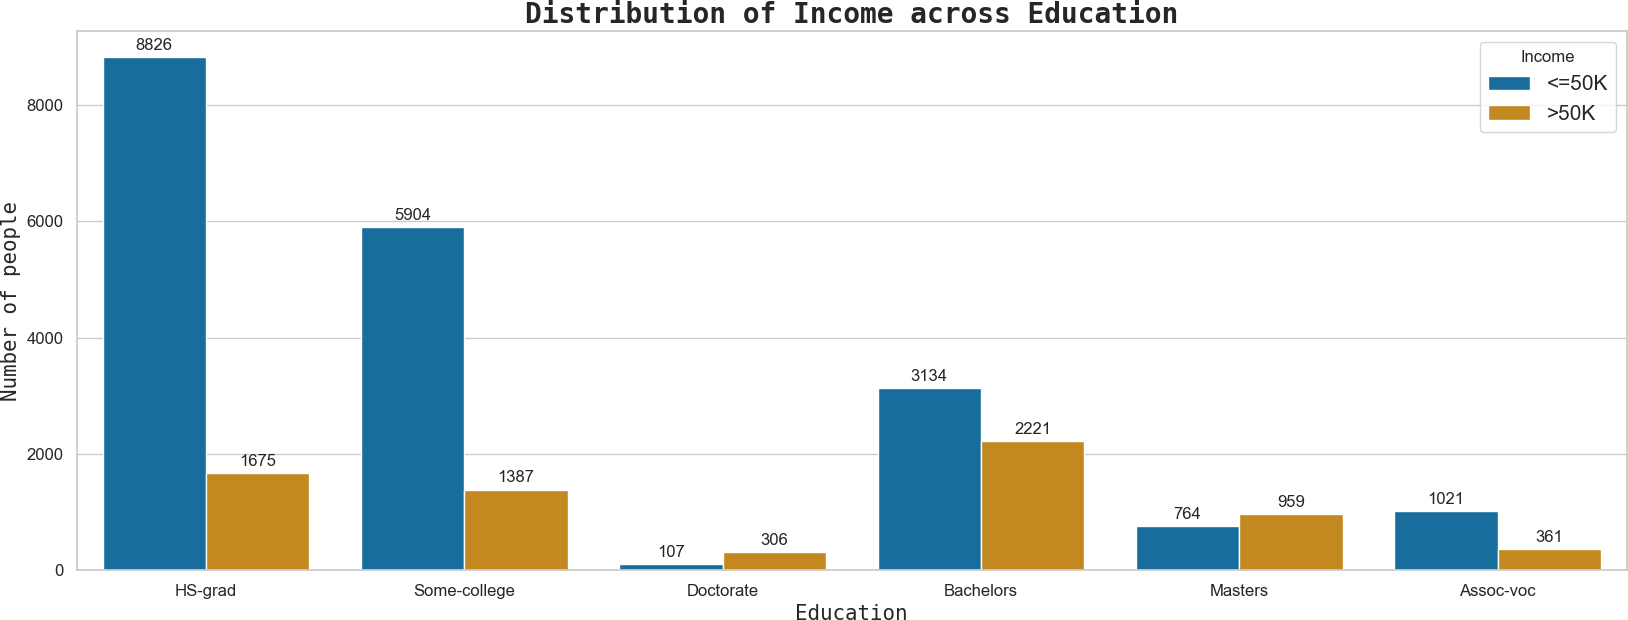 Distribution of Income across Education
Number of people
8000
6000
4000
2000
0
8826
1675
5904
1387
107
306
3134
2221
764
959
1021
361
Income
<=50K
>50K
HS-grad
Some-college
Doctorate
Bachelors
Masters
Assoc-voc
Education